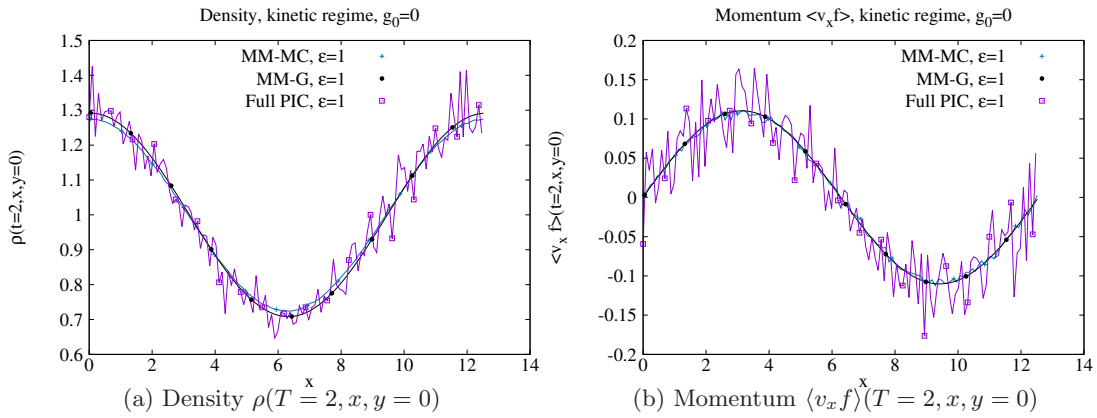 Density, kinetic regime, g₀=0
1.5
1.4
1.3
1.2
1.1
1
0.9
0.8
0.7
0.6
0 2 4 6 8 10 12 14
ρ(t=2,x,y=0)
x
MM-MC, ε=1
MM-G, ε=1
Full PIC, ε=1
(a) Density ρ(T = 2, x, y = 0)
Momentum <vₓf>, kinetic regime, g₀=0
0.2
0.15
0.1
0.05
0
-0.05
-0.1
-0.15
-0.2
0 2 4 6 8 10 12 14
<vₓ f>(t=2,x,y=0)
x
MM-MC, ε=1
MM-G, ε=1
Full PIC, ε=1
(b) Momentum ⟨vₓf⟩(T = 2, x, y = 0)